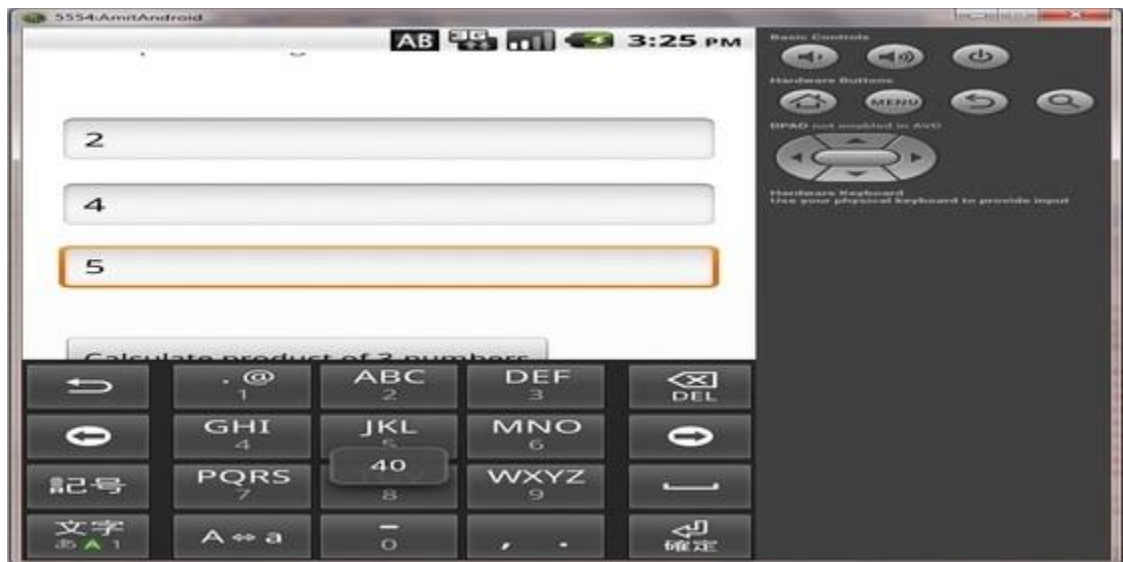 5554:AmitAndroid
AB 3G 3:25 PM
2
4
5
Calculate product of 3 numbers
. @ ABC DEF DEL
1 2 3
GHI JKL MNO
4 5 6
40
記号 PQRS WXYZ
7 8 9
文字 A⇔a - , . 確定
あ A 1 0
Basic Controls
Hardware Buttons
MENU
DPAD not enabled in AVD
Hardware Keyboard
Use your physical keyboard to provide input